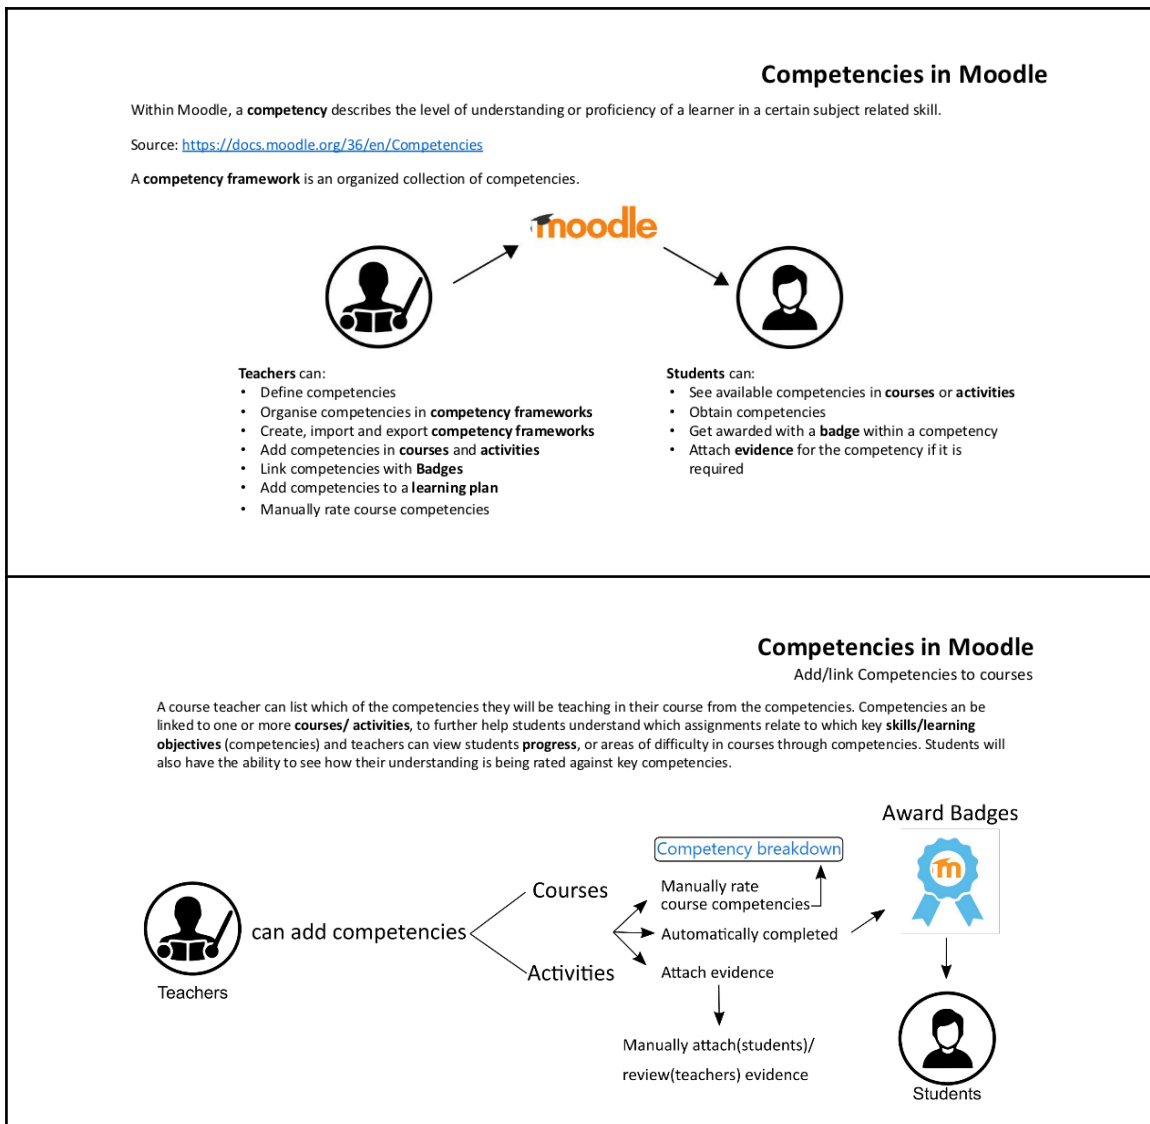 Competencies in Moodle
Within Moodle, a competency describes the level of understanding or proficiency of a learner in a certain subject related skill.
Source: https://docs.moodle.org/36/en/Competencies
A competency framework is an organized collection of competencies.
moodle
Teachers can:
• Define competencies
• Organise competencies in competency frameworks
• Create, import and export competency frameworks
• Add competencies in courses and activities
• Link competencies with Badges
• Add competencies to a learning plan
• Manually rate course competencies
Students can:
• See available competencies in courses or activities
• Obtain competencies
• Get awarded with a badge within a competency
• Attach evidence for the competency if it is
required
Competencies in Moodle
Add/link Competencies to courses
A course teacher can list which of the competencies they will be teaching in their course from the competencies. Competencies an be
linked to one or more courses/ activities, to further help students understand which assignments relate to which key skills/learning
objectives (competencies) and teachers can view students progress, or areas of difficulty in courses through competencies. Students will
also have the ability to see how their understanding is being rated against key competencies.
Teachers
can add competencies
Courses
Activities
Competency breakdown
Manually rate
course competencies
Automatically completed
Attach evidence
Manually attach(students)/
review(teachers) evidence
Award Badges
m
Students